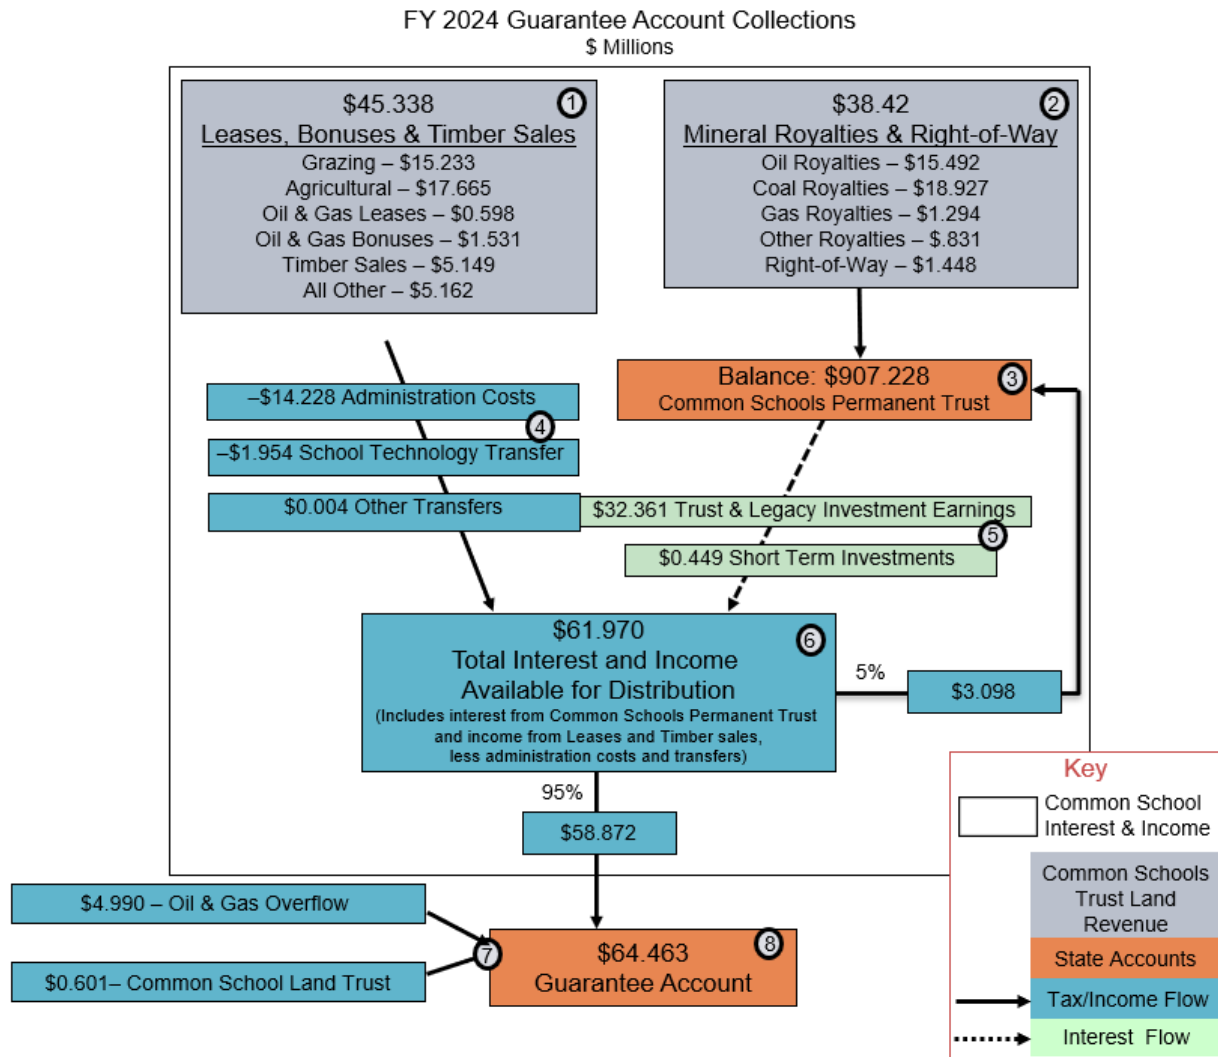 FY 2024 Guarantee Account Collections
$ Millions
$45.338
1
Leases, Bonuses & Timber Sales
Grazing – $15.233
Agricultural – $17.665
Oil & Gas Leases – $0.598
Oil & Gas Bonuses – $1.531
Timber Sales – $5.149
All Other – $5.162
$38.42
2
Mineral Royalties & Right-of-Way
Oil Royalties – $15.492
Coal Royalties – $18.927
Gas Royalties – $1.294
Other Royalties – $.831
Right-of-Way – $1.448
Balance: $907.228
3
Common Schools Permanent Trust
–$14.228 Administration Costs
4
–$1.954 School Technology Transfer
$0.004 Other Transfers
$32.361 Trust & Legacy Investment Earnings
5
$0.449 Short Term Investments
$61.970
6
Total Interest and Income
Available for Distribution
(Includes interest from Common Schools Permanent Trust
and income from Leases and Timber sales,
less administration costs and transfers)
5%
$3.098
95%
$58.872
$4.990 – Oil & Gas Overflow
$0.601– Common School Land Trust
7
$64.463
8
Guarantee Account
Key
Common School
Interest & Income
Common Schools
Trust Land
Revenue
State Accounts
Tax/Income Flow
Interest Flow